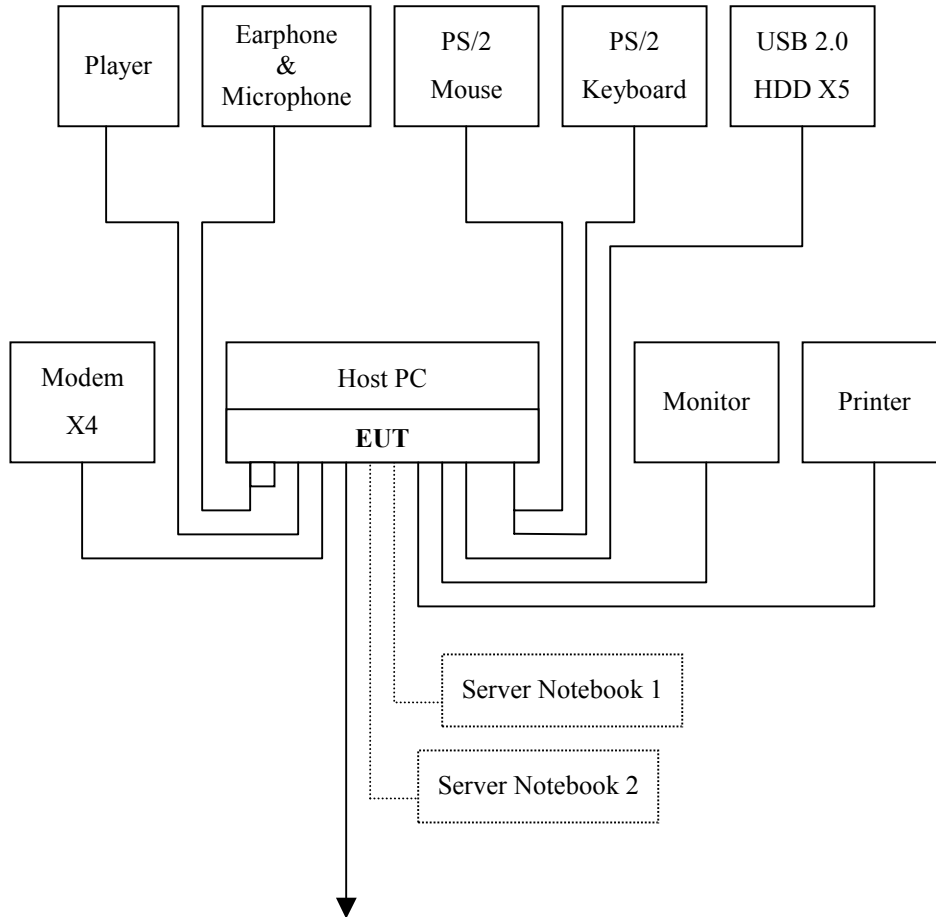 Player
Earphone
&
Microphone
PS/2
Mouse
PS/2
Keyboard
USB 2.0
HDD X5
Modem
X4
Host PC
EUT
Monitor
Printer
Server Notebook 1
Server Notebook 2